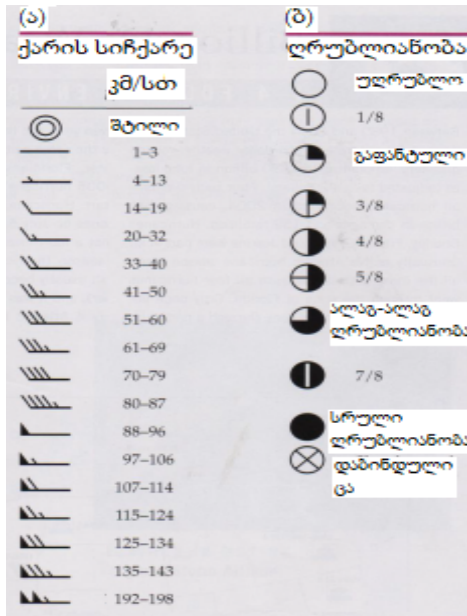 (ა)
ქარის სიჩქარე
კმ/სთ
შტილი
1–3
4–13
14–19
20–32
33–40
41–50
51–60
61–69
70–79
80–87
88–96
97–106
107–114
115–124
125–134
135–143
192–198
(ბ)
ღრუბლიანობა
უღრუბლო
1/8
გაფანტული
3/8
4/8
5/8
ალაგ-ალაგ
ღრუბლიანობა
7/8
სრული
ღრუბლიანობა
დაბინდული
ცა